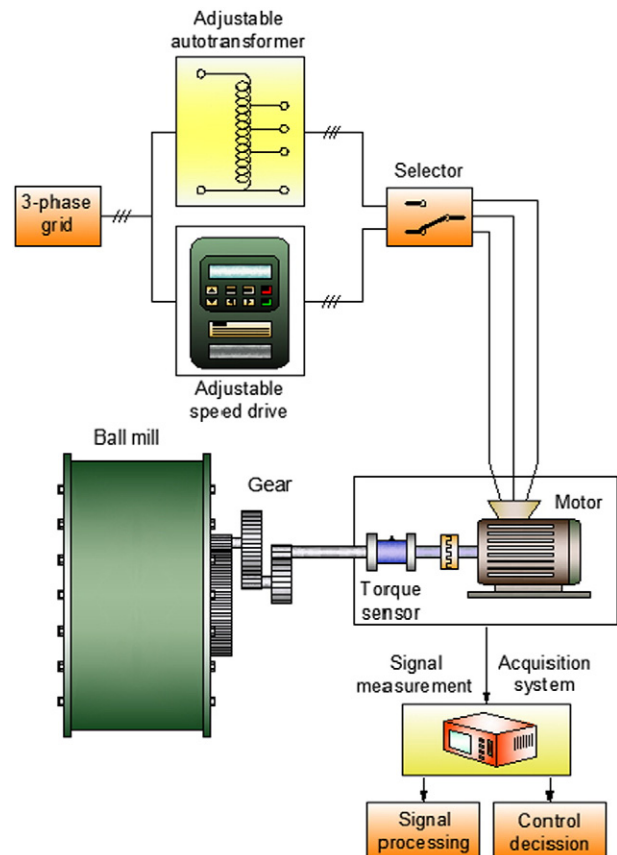 Adjustable
autotransformer
Selector
3-phase
grid
Adjustable
speed drive
Ball mill
Gear
Motor
Torque
sensor
Signal
measurement
Acquisition
system
Signal
processing
Control
decission